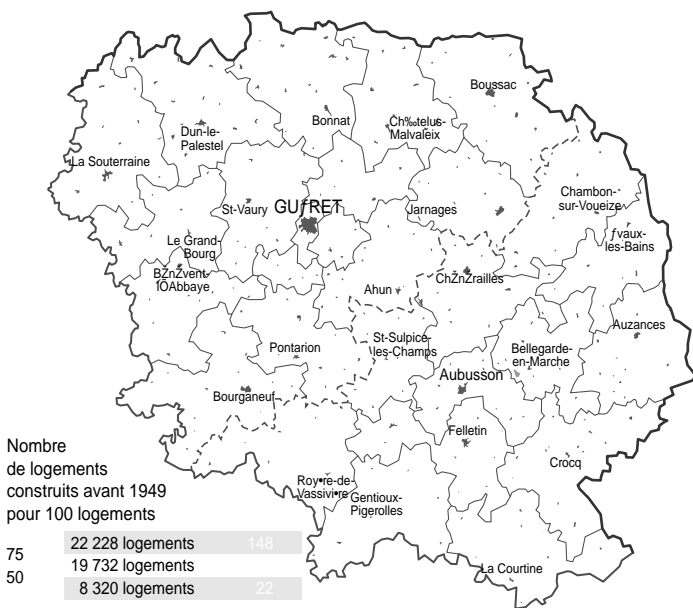 Boussac
Bonnat
Ch‰telus-
Malvaleix
Dun-le-
Palestel
La Souterraine
Chambon-
sur-Voueize
St-Vaury
GUƒRET
Jarnages
ƒvaux-
les-Bains
Le Grand-
Bourg
BŽnŽvent-
lÕAbbaye
ChŽnŽrailles
Ahun
Auzances
St-Sulpice-
les-Champs
Bellegarde-
en-Marche
Pontarion
Aubusson
Bourganeuf
Felletin
Crocq
Nombre
de logements
construits avant 1949
pour 100 logements
Roy•re-de-
Vassivi•re
Gentioux-
Pigerolles
La Courtine
75
50
22 228 logements 148
19 732 logements
8 320 logements 22